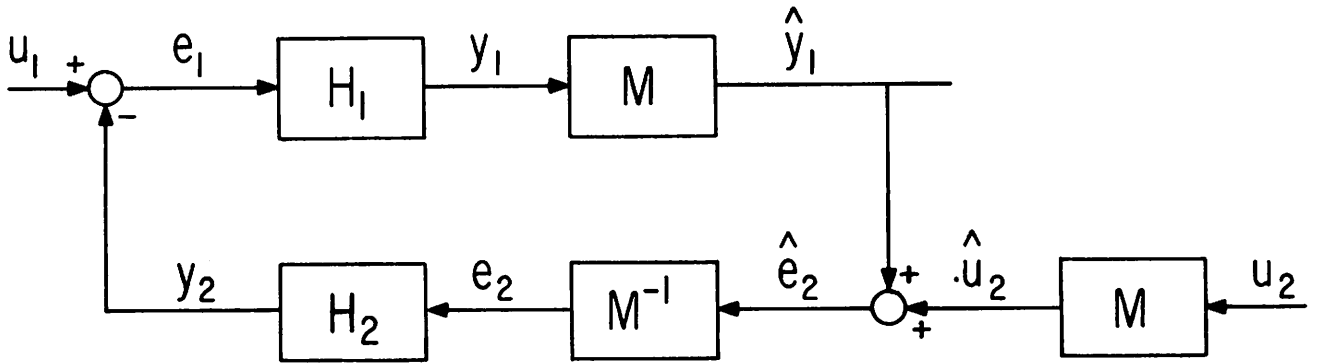 u₁ + e₁ H₁ y₁ M ŷ₁
-
y₂ H₂ e₂ M⁻¹ ê₂ + + û₂ M u₂